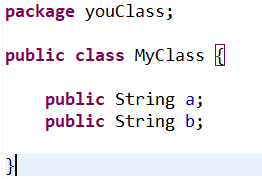 package youClass;
public class MyClass {
public String a;
public String b;
}